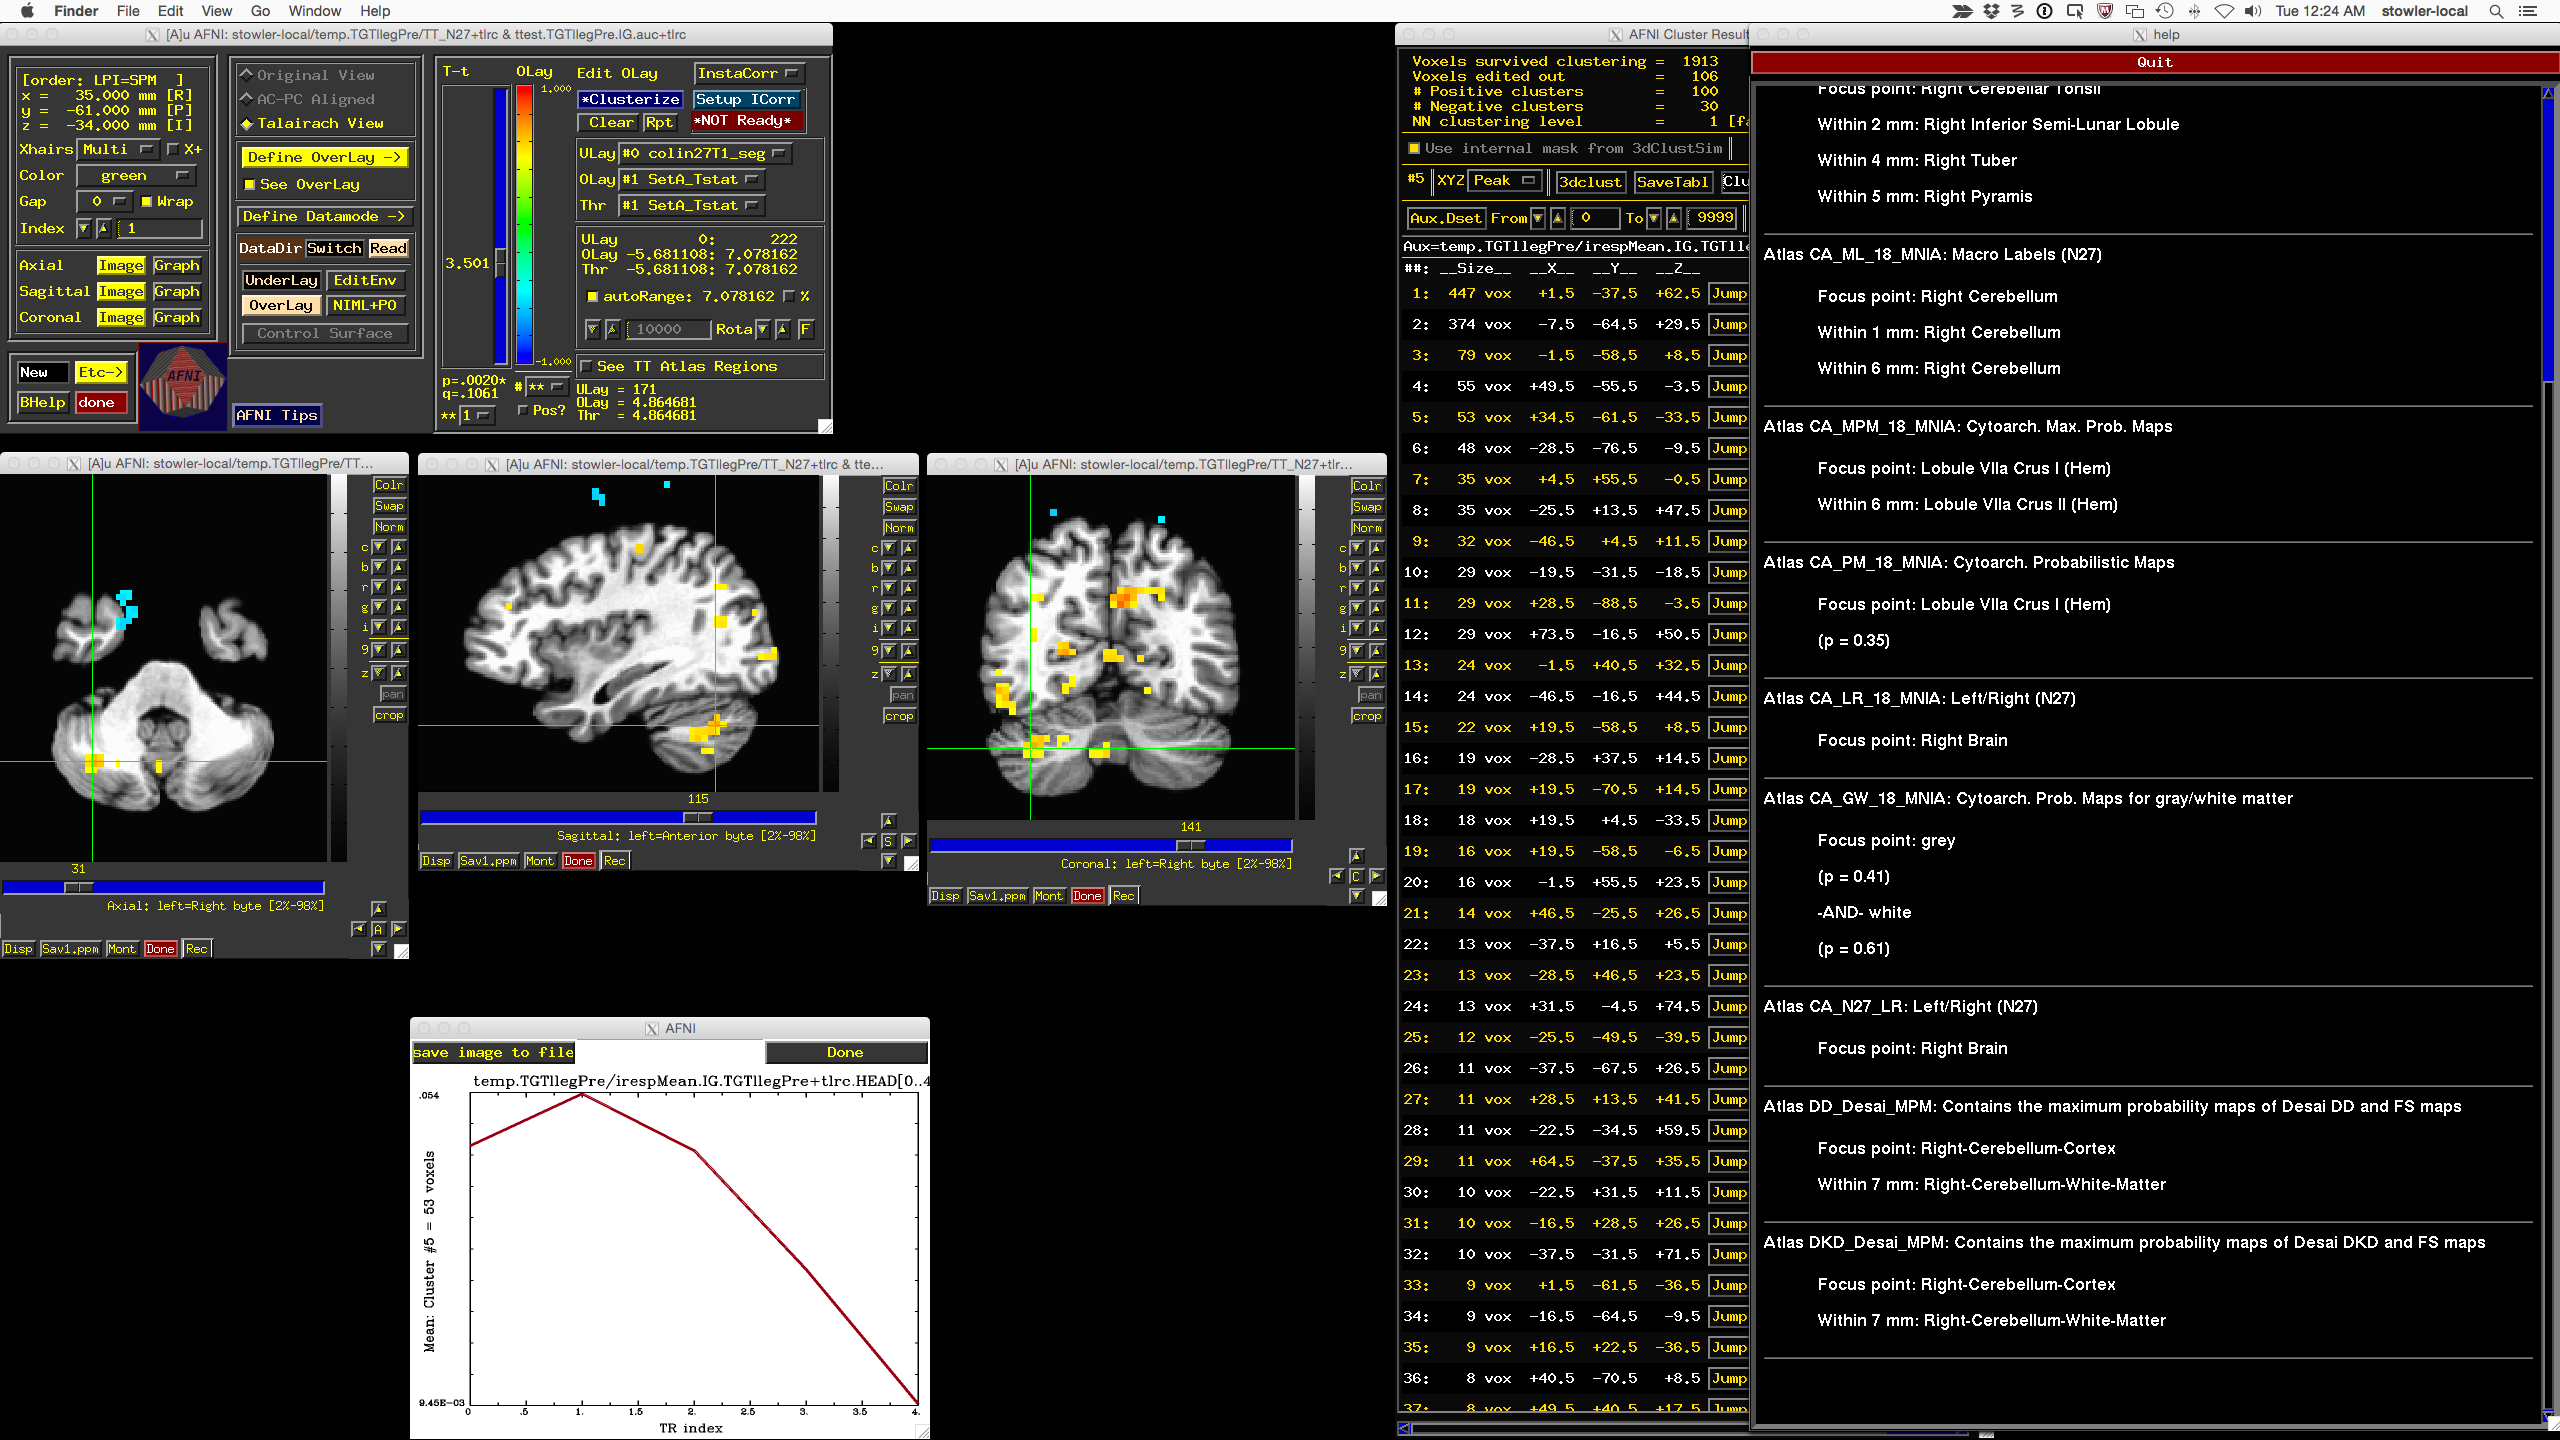 Finder File Edit View Go Window Help
Tue 12:24 AM stowler-local
[A]u AFNI: stowler-local/temp.TGTllegPre/TT_N27+tlrc & ttest.TGTllegPre.IG.auc+tlrc
[order: LPI=SPM ]
x = 35.000 mm [R]
y = -61.000 mm [P]
z = -34.000 mm [I]
Xhairs Multi X+
Color green
Gap 0 Wrap
Index 1
Axial Image Graph
Sagittal Image Graph
Coronal Image Graph
New Etc->
BHelp done
AFNI
Original View
AC-PC Aligned
Talairach View
Define OverLay ->
See OverLay
Define Datamode ->
DataDir Switch Read
UnderLay EditEnv
OverLay NIML+PO
Control Surface
AFNI Tips
T-t OLay Edit OLay InstaCorr
1.000
*Clusterize Setup ICorr
Clear Rpt *NOT Ready*
ULay #0 colin27T1_seg
OLay #1 SetA_Tstat
Thr #1 SetA_Tstat
3.501
ULay 0: 222
OLay -5.681108: 7.078162
Thr -5.681108: 7.078162
autoRange: 7.078162 %
10000 Rota F
-1.000
See TT Atlas Regions
p=.0020*
q=.1061
# **
** 1
Pos?
ULay = 171
OLay = 4.864681
Thr = 4.864681
[A]u AFNI: stowler-local/temp.TGTllegPre/TT...
Colr
Swap
Norm
c
b
r
g
i
9
z
pan
crop
31
Axial: left=Right byte [2%-98%]
A
Disp Sav1.ppm Mont Done Rec
[A]u AFNI: stowler-local/temp.TGTllegPre/TT_N27+tlrc & tte...
Colr
Swap
Norm
c
b
r
g
i
9
z
pan
crop
115
Sagittal: left=Anterior byte [2%-98%]
S
Disp Sav1.ppm Mont Done Rec
[A]u AFNI: stowler-local/temp.TGTllegPre/TT_N27+tlr...
Colr
Swap
Norm
c
b
r
g
i
9
z
pan
crop
141
Coronal: left=Right byte [2%-98%]
C
Disp Sav1.ppm Mont Done Rec
AFNI
save image to file Done
temp.TGTllegPre/irespMean.IG.TGTllegPre+tlrc.HEAD[0..4
.054
Mean: Cluster #5 = 53 voxels
9.45E-03
0 .5 1. 1.5 2. 2.5 3. 3.5 4.
TR index
AFNI Cluster Result
Voxels survived clustering = 1913
Voxels edited out = 106
# Positive clusters = 100
# Negative clusters = 30
NN clustering level = 1 [fa
Use internal mask from 3dClustSim
#5 XYZ Peak 3dclust SaveTabl Clu
Aux.Dset From 0 To 9999
Aux=temp.TGTllegPre/irespMean.IG.TGTlle
##: __Size__ __X__ __Y__ __Z__
1: 447 vox +1.5 -37.5 +62.5 Jump
2: 374 vox -7.5 -64.5 +29.5 Jump
3: 79 vox -1.5 -58.5 +8.5 Jump
4: 55 vox +49.5 -55.5 -3.5 Jump
5: 53 vox +34.5 -61.5 -33.5 Jump
6: 48 vox -28.5 -76.5 -9.5 Jump
7: 35 vox +4.5 +55.5 -0.5 Jump
8: 35 vox -25.5 +13.5 +47.5 Jump
9: 32 vox -46.5 +4.5 +11.5 Jump
10: 29 vox -19.5 -31.5 -18.5 Jump
11: 29 vox +28.5 -88.5 -3.5 Jump
12: 29 vox +73.5 -16.5 +50.5 Jump
13: 24 vox -1.5 +40.5 +32.5 Jump
14: 24 vox -46.5 -16.5 +44.5 Jump
15: 22 vox +19.5 -58.5 +8.5 Jump
16: 19 vox -28.5 +37.5 +14.5 Jump
17: 19 vox +19.5 -70.5 +14.5 Jump
18: 18 vox +19.5 +4.5 -33.5 Jump
19: 16 vox +19.5 -58.5 -6.5 Jump
20: 16 vox -1.5 +55.5 +23.5 Jump
21: 14 vox +46.5 -25.5 +26.5 Jump
22: 13 vox -37.5 +16.5 +5.5 Jump
23: 13 vox -28.5 +46.5 +23.5 Jump
24: 13 vox +31.5 -4.5 +74.5 Jump
25: 12 vox -25.5 -49.5 -39.5 Jump
26: 11 vox -37.5 -67.5 +26.5 Jump
27: 11 vox +28.5 +13.5 +41.5 Jump
28: 11 vox -22.5 -34.5 +59.5 Jump
29: 11 vox +64.5 -37.5 +35.5 Jump
30: 10 vox -22.5 +31.5 +11.5 Jump
31: 10 vox -16.5 +28.5 +26.5 Jump
32: 10 vox -37.5 -31.5 +71.5 Jump
33: 9 vox +1.5 -61.5 -36.5 Jump
34: 9 vox -16.5 -64.5 -9.5 Jump
35: 9 vox +16.5 +22.5 -36.5 Jump
36: 8 vox +40.5 -70.5 +8.5 Jump
37: 8 vox +49.5 +40.5 +17.5 Jump
help
Quit
Focus point: Right Cerebellar Tonsil
Within 2 mm: Right Inferior Semi-Lunar Lobule
Within 4 mm: Right Tuber
Within 5 mm: Right Pyramis
Atlas CA_ML_18_MNIA: Macro Labels (N27)
Focus point: Right Cerebellum
Within 1 mm: Right Cerebellum
Within 6 mm: Right Cerebellum
Atlas CA_MPM_18_MNIA: Cytoarch. Max. Prob. Maps
Focus point: Lobule VIIa Crus I (Hem)
Within 6 mm: Lobule VIIa Crus II (Hem)
Atlas CA_PM_18_MNIA: Cytoarch. Probabilistic Maps
Focus point: Lobule VIIa Crus I (Hem)
(p = 0.35)
Atlas CA_LR_18_MNIA: Left/Right (N27)
Focus point: Right Brain
Atlas CA_GW_18_MNIA: Cytoarch. Prob. Maps for gray/white matter
Focus point: grey
(p = 0.41)
-AND- white
(p = 0.61)
Atlas CA_N27_LR: Left/Right (N27)
Focus point: Right Brain
Atlas DD_Desai_MPM: Contains the maximum probability maps of Desai DD and FS maps
Focus point: Right-Cerebellum-Cortex
Within 7 mm: Right-Cerebellum-White-Matter
Atlas DKD_Desai_MPM: Contains the maximum probability maps of Desai DKD and FS maps
Focus point: Right-Cerebellum-Cortex
Within 7 mm: Right-Cerebellum-White-Matter